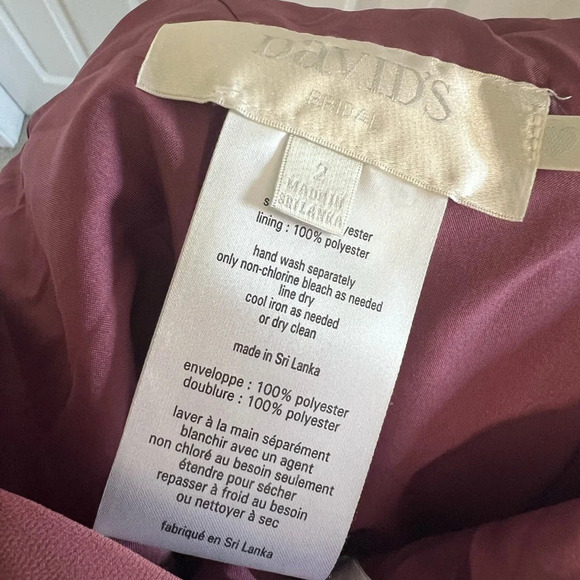 DaVID'S
BRIDAL
2
MADE IN
SRI LANKA
lining : 100% polyester
hand wash separately
only non-chlorine bleach as needed
line dry
cool iron as needed
or dry clean
made in Sri Lanka
enveloppe : 100% polyester
doublure : 100% polyester
laver à la main séparément
blanchir avec un agent
non chloré au besoin seulement
étendre pour sécher
repasser à froid au besoin
ou nettoyer à sec
fabriqué en Sri Lanka